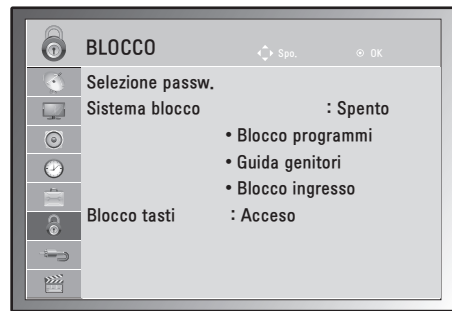 BLOCCO Spo. OK
Selezione passw.
Sistema blocco : Spento
• Blocco programmi
• Guida genitori
• Blocco ingresso
Blocco tasti : Acceso